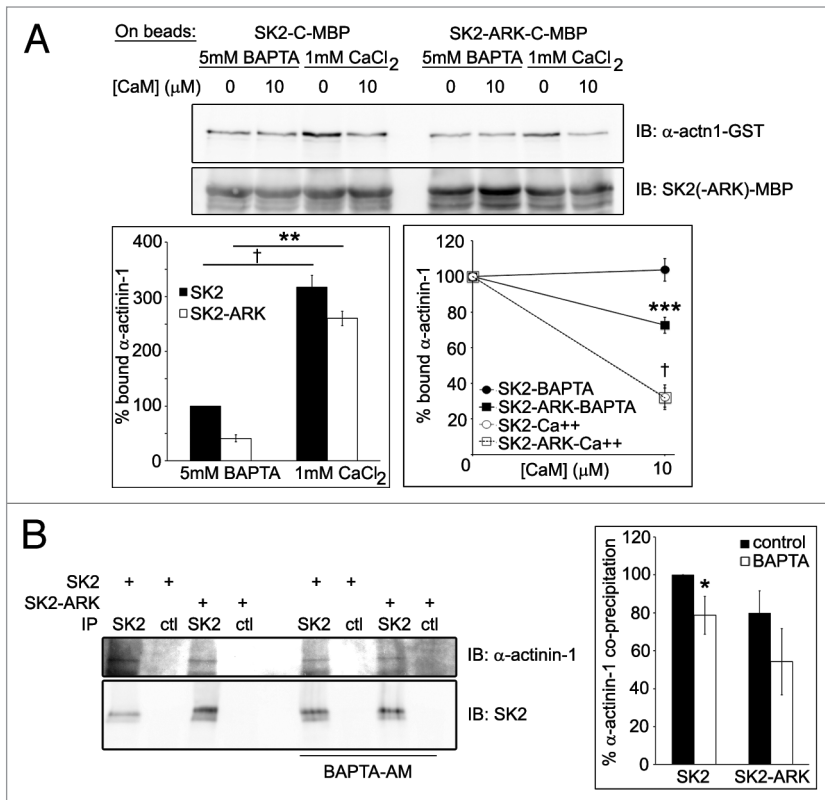 A
On beads: SK2-C-MBP SK2-ARK-C-MBP
5mM BAPTA 1mM CaCl2 5mM BAPTA 1mM CaCl2
[CaM] (μM) 0 10 0 10 0 10 0 10
IB: α-actn1-GST
IB: SK2(-ARK)-MBP
% bound α-actinin-1
400
300
200
100
0
**
†
SK2
SK2-ARK
5mM BAPTA 1mM CaCl2
% bound α-actinin-1
120
100
80
60
40
20
***
†
SK2-BAPTA
SK2-ARK-BAPTA
SK2-Ca++
SK2-ARK-Ca++
0 [CaM] (μM) 10
B
SK2 + + + +
SK2-ARK + + + +
IP SK2 ctl SK2 ctl SK2 ctl SK2 ctl
IB: α-actinin-1
IB: SK2
BAPTA-AM
% α-actinin-1 co-precipitation
120
100
80
60
40
20
0
control
BAPTA
*
SK2 SK2-ARK